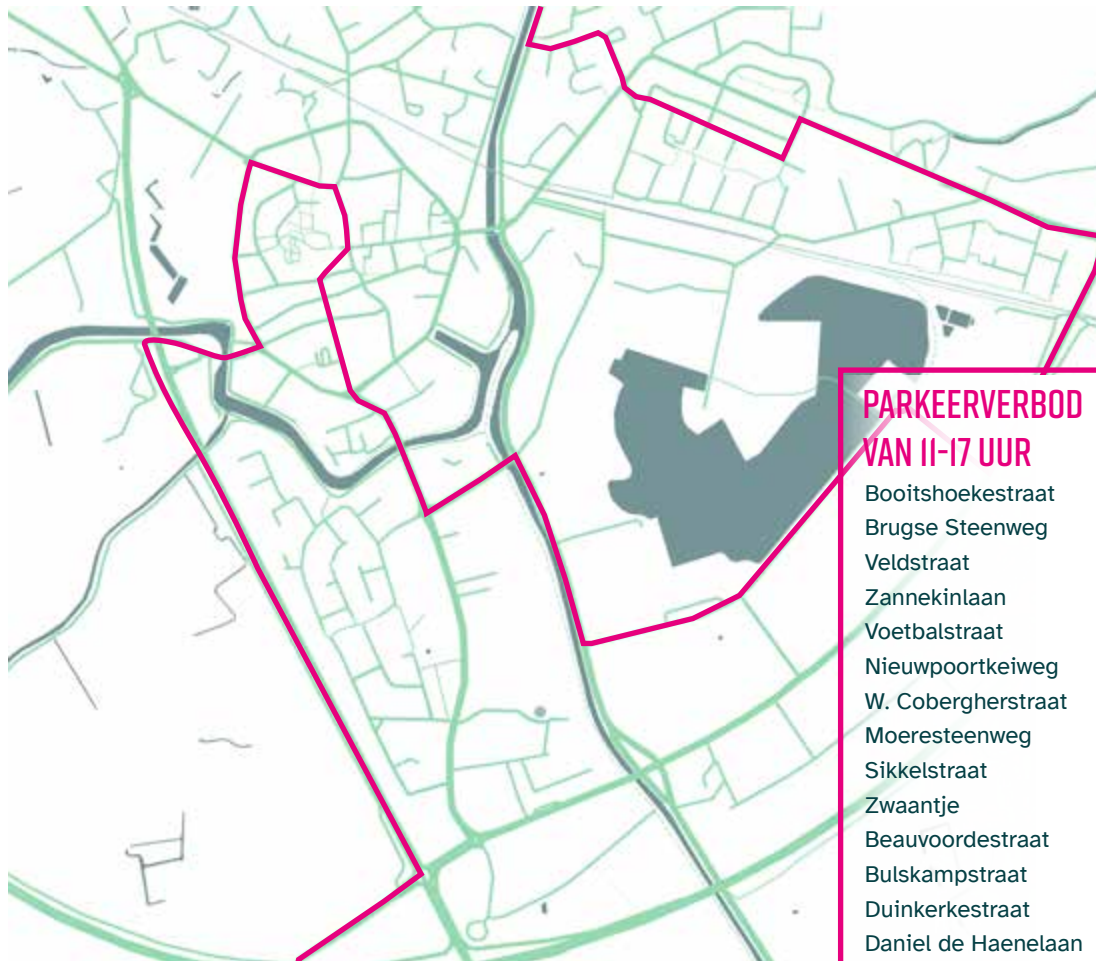 PARKEERVERBOD
VAN 11-17 UUR
Booitshoekestraat
Brugse Steenweg
Veldstraat
Zannekinlaan
Voetbalstraat
Nieuwpoortkeiweg
W. Cobergherstraat
Moeresteenweg
Sikkelstraat
Zwaantje
Beauvoordestraat
Bulskampstraat
Duinkerkestraat
Daniel de Haenelaan